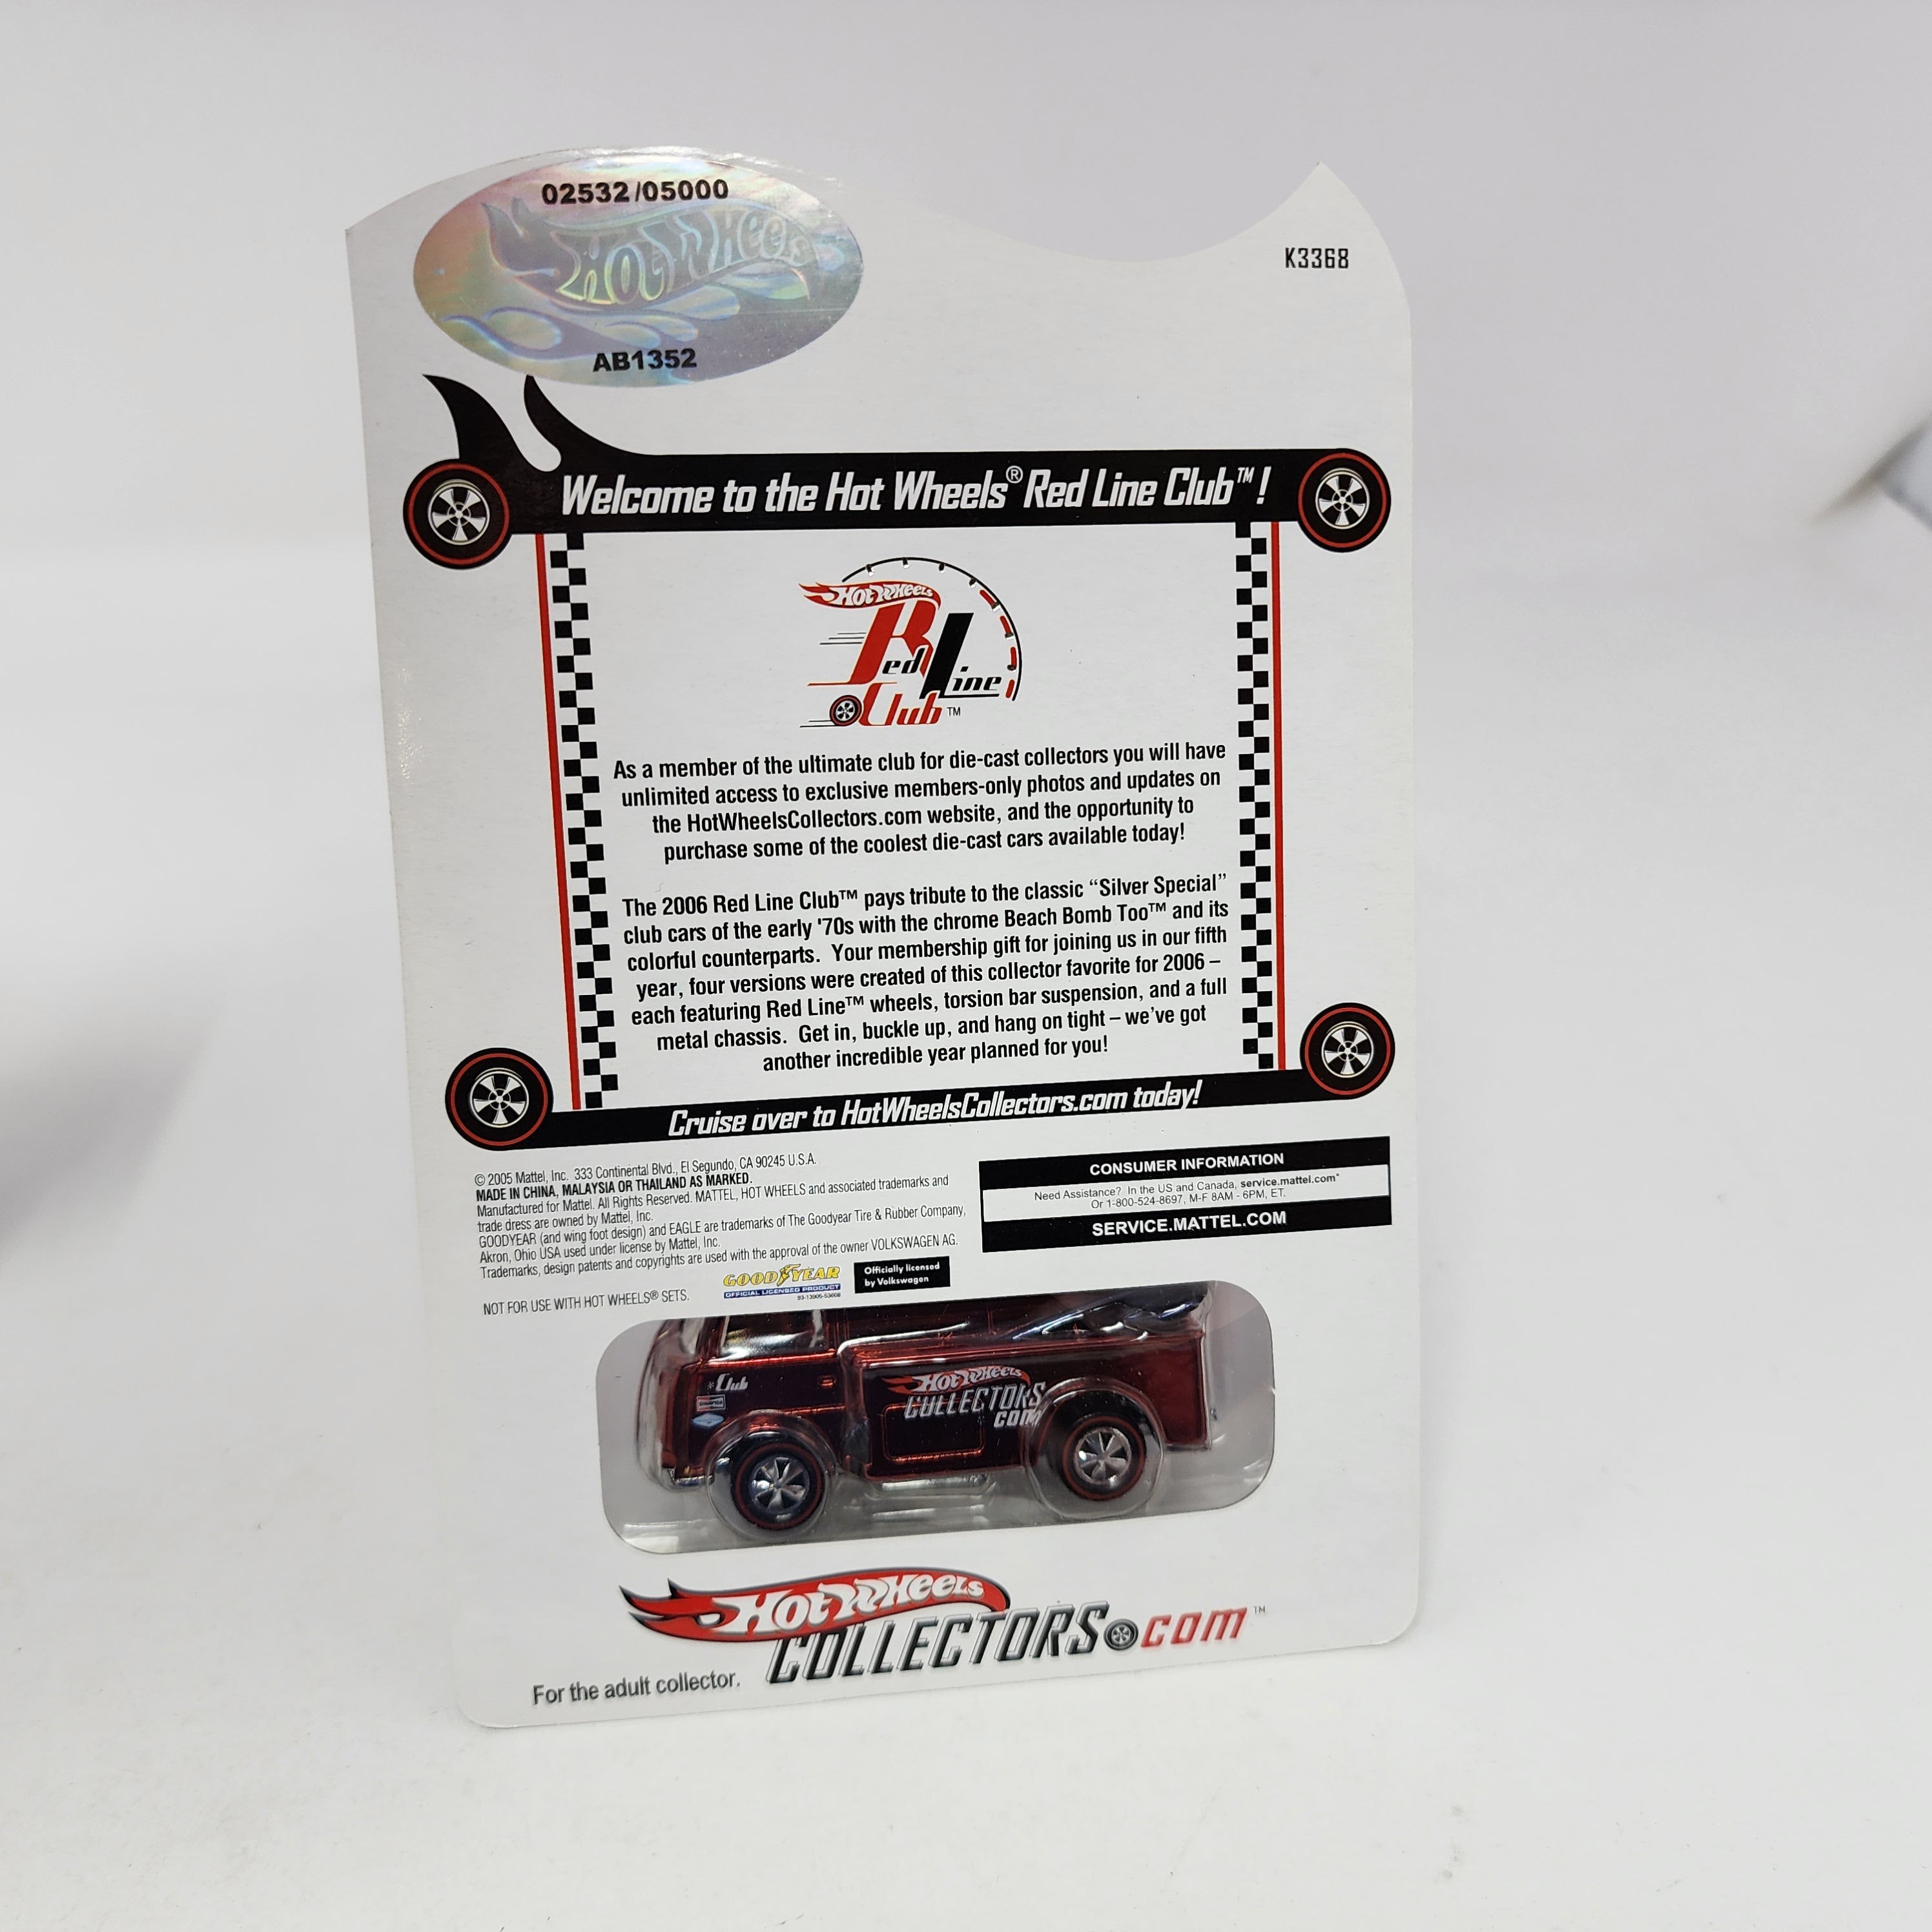 02532/05000
Hot Wheels
AB1352
K3368
Welcome to the Hot Wheels® Red Line Club™!
Hot Wheels
Red Line
Club™
As a member of the ultimate club for die-cast collectors you will have
unlimited access to exclusive members-only photos and updates on
the HotWheelsCollectors.com website, and the opportunity to
purchase some of the coolest die-cast cars available today!
The 2006 Red Line Club™ pays tribute to the classic “Silver Special”
club cars of the early '70s with the chrome Beach Bomb Too™ and its
colorful counterparts. Your membership gift for joining us in our fifth
year, four versions were created of this collector favorite for 2006 –
each featuring Red Line™ wheels, torsion bar suspension, and a full
metal chassis. Get in, buckle up, and hang on tight – we’ve got
another incredible year planned for you!
Cruise over to HotWheelsCollectors.com today!
© 2005 Mattel, Inc. 333 Continental Blvd., El Segundo, CA 90245 U.S.A.
MADE IN CHINA, MALAYSIA OR THAILAND AS MARKED.
Manufactured for Mattel. All Rights Reserved. MATTEL, HOT WHEELS and associated trademarks and
trade dress are owned by Mattel, Inc.
GOODYEAR (and wing foot design) and EAGLE are trademarks of The Goodyear Tire & Rubber Company,
Akron, Ohio USA used under license by Mattel, Inc.
Trademarks, design patents and copyrights are used with the approval of the owner VOLKSWAGEN AG.
NOT FOR USE WITH HOT WHEELS® SETS.
GOODYEAR
OFFICIAL LICENSED PRODUCT
Officially licensed
by Volkswagen
CONSUMER INFORMATION
Need Assistance? In the US and Canada, service.mattel.com"
Or 1-800-524-8697, M-F 8AM - 6PM, ET.
SERVICE.MATTEL.COM
Club
Hot Wheels
COLLECTORS
com
Hot Wheels
COLLECTORS.com™
For the adult collector.